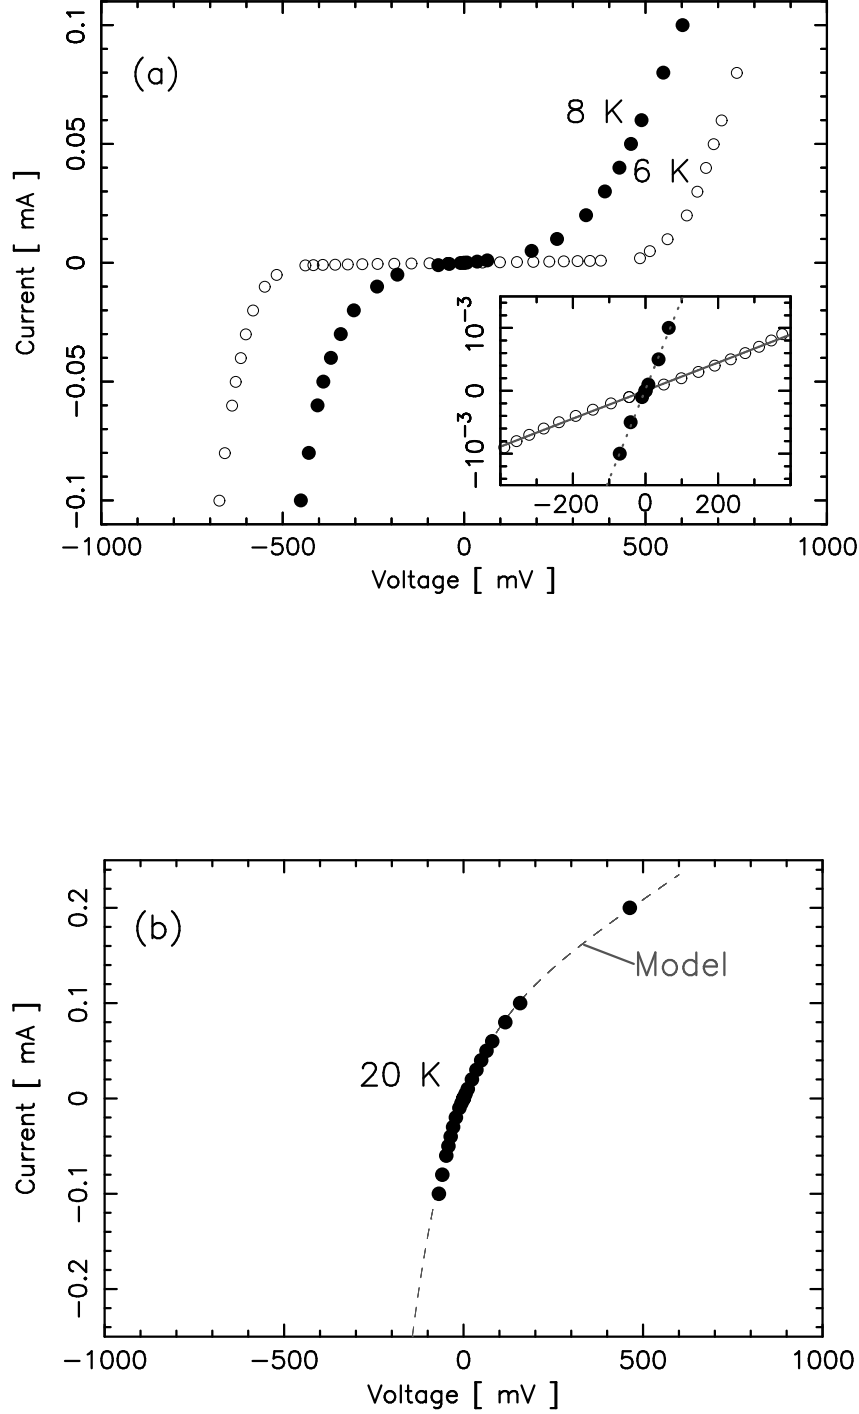 (a)
8 K
6 K
Current [ mA ]
0.1
0.05
0
−0.05
−0.1
10−3
0
−10−3
−200 0 200
−1000 −500 0 500 1000
Voltage [ mV ]
(b)
Model
20 K
Current [ mA ]
0.2
0.1
0
−0.1
−0.2
−1000 −500 0 500 1000
Voltage [ mV ]